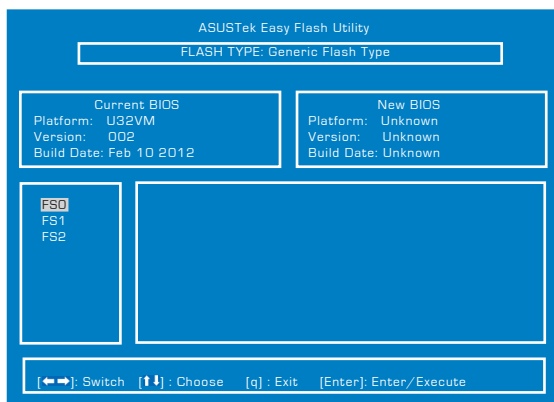 ASUSTek Easy Flash Utility
FLASH TYPE: Generic Flash Type
Current BIOS
Platform: U32VM
Version: 002
Build Date: Feb 10 2012
New BIOS
Platform: Unknown
Version: Unknown
Build Date: Unknown
FS0
FS1
FS2
[←→]: Switch [↑↓] : Choose [q] : Exit [Enter]: Enter/Execute